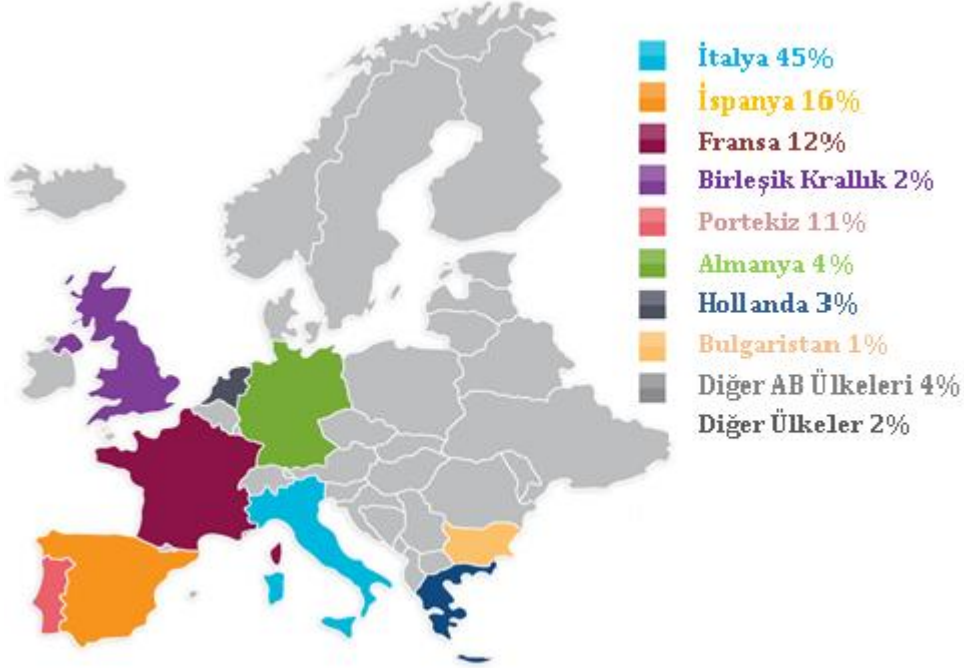 İtalya 45%
İspanya 16%
Fransa 12%
Birleşik Krallık 2%
Portekiz 11%
Almanya 4%
Hollanda 3%
Bulgaristan 1%
Diğer AB Ülkeleri 4%
Diğer Ülkeler 2%